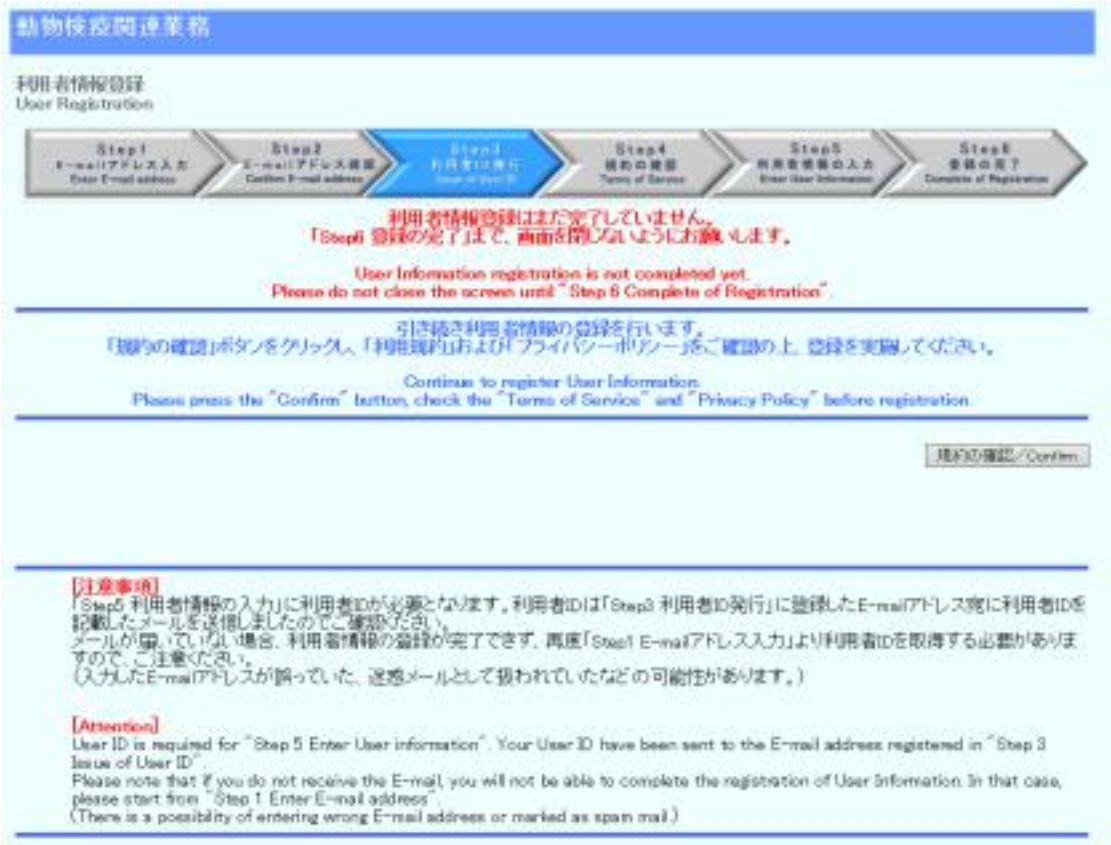 動物検疫関連業務
利用者情報登録
User Registration
Step1
E-mailアドレス入力
Enter E-mail address
Step2
E-mailアドレス確認
Confirm E-mail address
Step3
利用者ID発行
Issue of User ID
Step4
規約の確認
Terms of Service
Step5
利用者情報の入力
Enter User Information
Step6
登録の完了
Complete of Registration
利用者情報登録はまだ完了していません。
「Step6 登録の完了」まで、画面を閉じないようにお願いします。
User Information registration is not completed yet.
Please do not close the screen until "Step 6 Complete of Registration".
引き続き利用者情報の登録を行います。
「規約の確認」ボタンをクリックし、「利用規約」および「プライバシーポリシー」をご確認の上、登録を実施してください。
Continue to register User Information.
Please press the "Confirm" button, check the "Terms of Service" and "Privacy Policy" before registration.
規約の確認/Confirm
[注意事項]
「Step5 利用者情報の入力」に利用者IDが必要となります。利用者IDは「Step3 利用者ID発行」に登録したE-mailアドレス宛に利用者IDを
記載したメールを送信しましたのでご確認ください。
メールが届いていない場合、利用者情報の登録が完了できず、再度「Step1 E-mailアドレス入力」より利用者IDを取得する必要がありま
すので、ご注意ください。
(入力したE-mailアドレスが誤っていた、迷惑メールとして扱われていたなどの可能性があります。)
[Attention]
User ID is required for "Step 5 Enter User information". Your User ID have been sent to the E-mail address registered in "Step 3
Issue of User ID".
Please note that if you do not receive the E-mail, you will not be able to complete the registration of User Information. In that case,
please start from "Step 1 Enter E-mail address".
(There is a possibility of entering wrong E-mail address or marked as spam mail.)